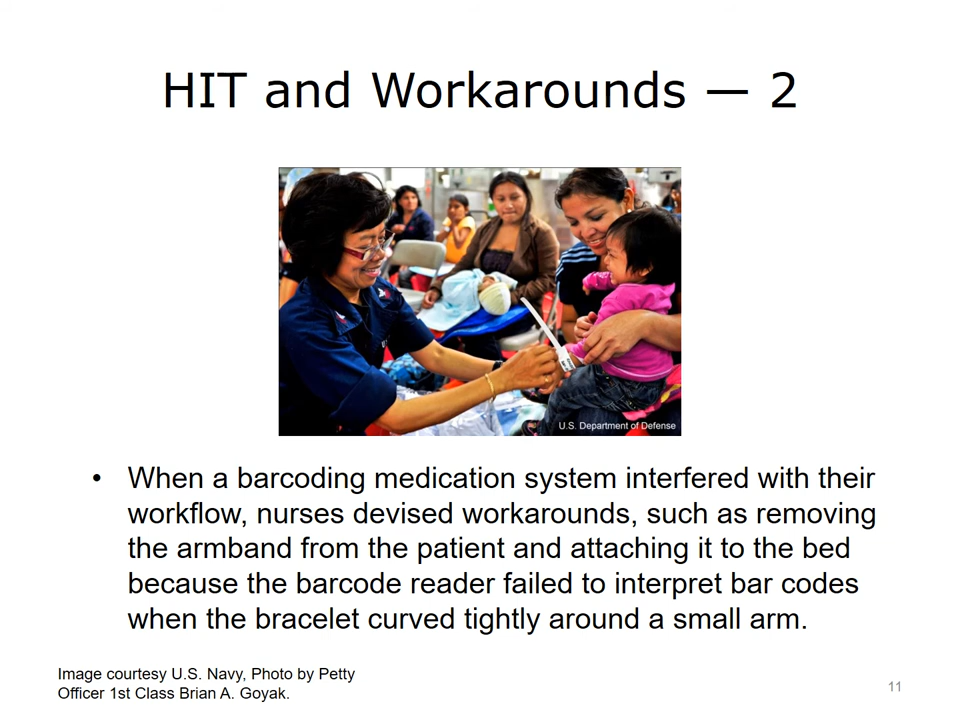 HIT and Workarounds — 2
U.S. Department of Defense
• When a barcoding medication system interfered with their
workflow, nurses devised workarounds, such as removing
the armband from the patient and attaching it to the bed
because the barcode reader failed to interpret bar codes
when the bracelet curved tightly around a small arm.
Image courtesy U.S. Navy, Photo by Petty
Officer 1st Class Brian A. Goyak.
11